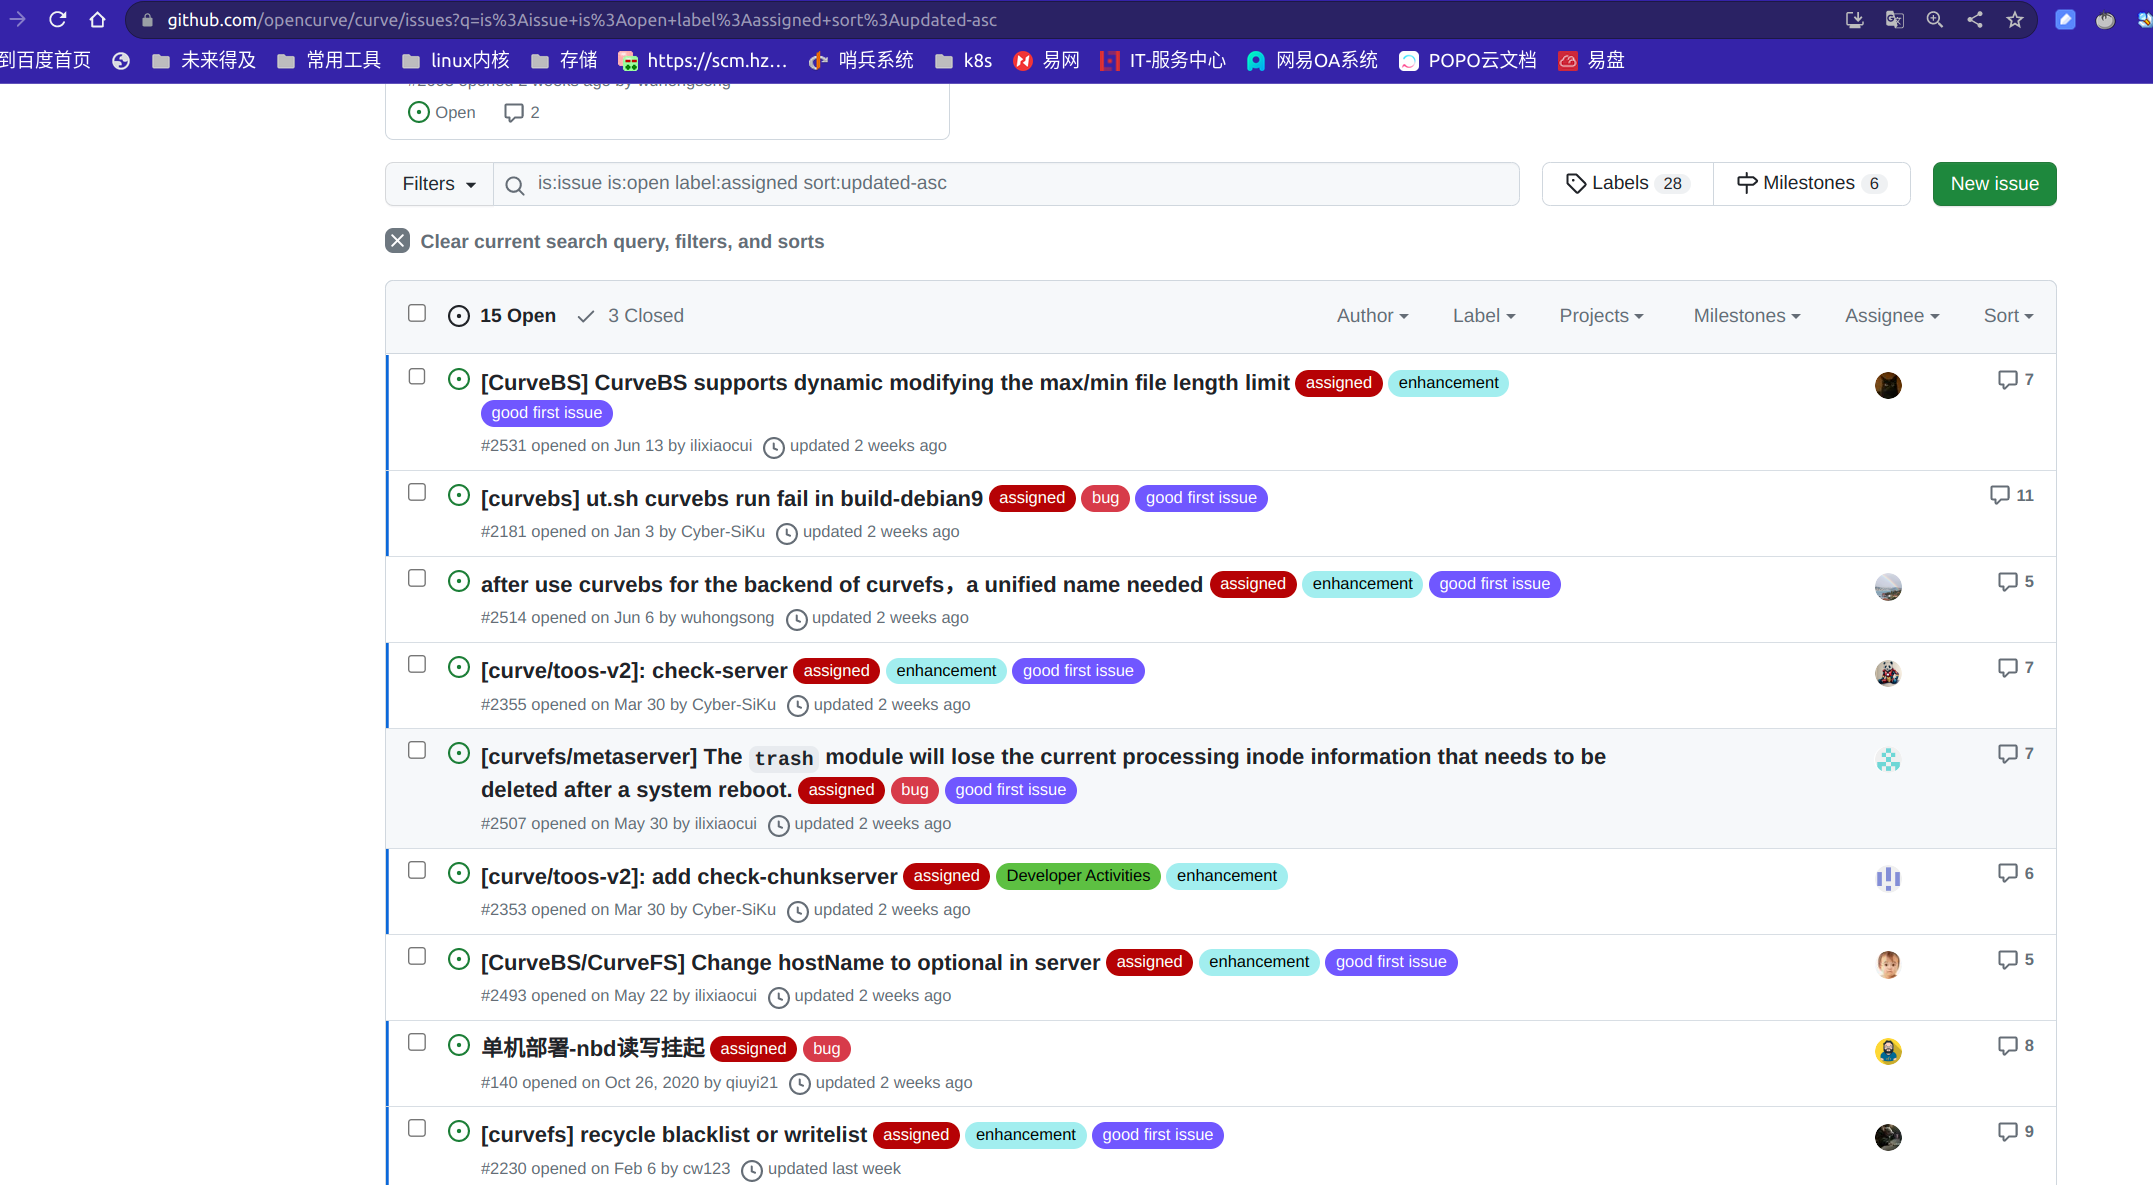 github.com/opencurve/curve/issues?q=is%3Aissue+is%3Aopen+label%3Aassigned+sort%3Aupdated-asc
到百度首页 未来得及 常用工具 linux内核 存储 https://scm.hz... 哨兵系统 k8s 易网 IT-服务中心 网易OA系统 POPO云文档 易盘
Open 2
Filters is:issue is:open label:assigned sort:updated-asc Labels 28 Milestones 6 New issue
Clear current search query, filters, and sorts
15 Open 3 Closed Author Label Projects Milestones Assignee Sort
[CurveBS] CurveBS supports dynamic modifying the max/min file length limit assigned enhancement 7
good first issue
#2531 opened on Jun 13 by ilixiaocui updated 2 weeks ago
[curvebs] ut.sh curvebs run fail in build-debian9 assigned bug good first issue 11
#2181 opened on Jan 3 by Cyber-SiKu updated 2 weeks ago
after use curvebs for the backend of curvefs，a unified name needed assigned enhancement good first issue 5
#2514 opened on Jun 6 by wuhongsong updated 2 weeks ago
[curve/toos-v2]: check-server assigned enhancement good first issue 7
#2355 opened on Mar 30 by Cyber-SiKu updated 2 weeks ago
[curvefs/metaserver] The trash module will lose the current processing inode information that needs to be 7
deleted after a system reboot. assigned bug good first issue
#2507 opened on May 30 by ilixiaocui updated 2 weeks ago
[curve/toos-v2]: add check-chunkserver assigned Developer Activities enhancement 6
#2353 opened on Mar 30 by Cyber-SiKu updated 2 weeks ago
[CurveBS/CurveFS] Change hostName to optional in server assigned enhancement good first issue 5
#2493 opened on May 22 by ilixiaocui updated 2 weeks ago
单机部署-nbd读写挂起 assigned bug 8
#140 opened on Oct 26, 2020 by qiuyi21 updated 2 weeks ago
[curvefs] recycle blacklist or writelist assigned enhancement good first issue 9
#2230 opened on Feb 6 by cw123 updated last week